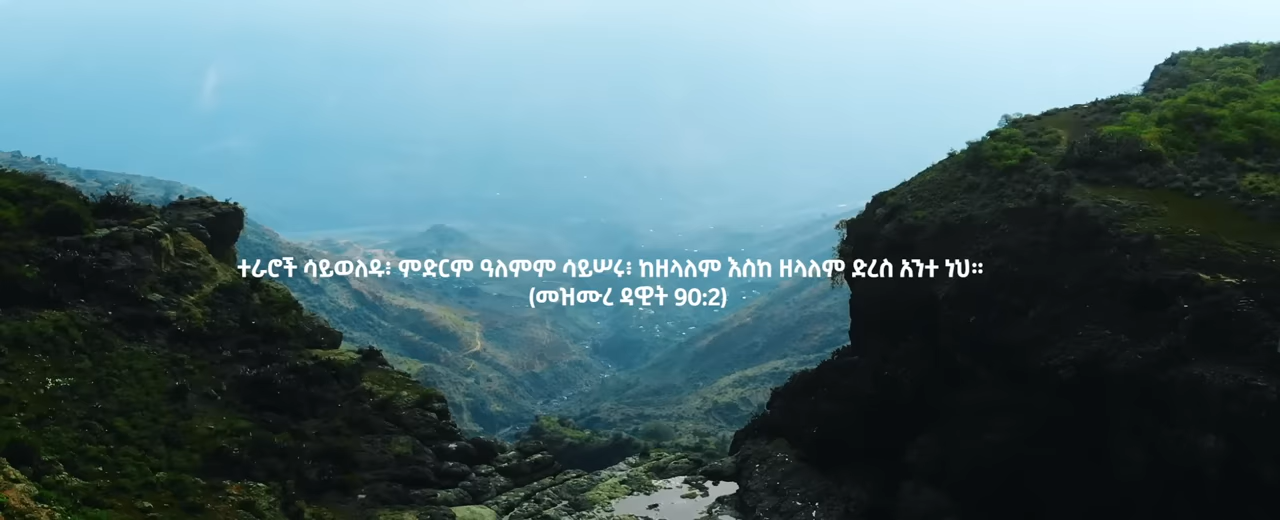 ተራሮች ሳይወለዱ፥ ምድርም ዓለምም ሳይሠሩ፥ ከዘላለም እስከ ዘላለም ድረስ አንተ ነህ።
(መዝሙረ ዳዊት 90:2)